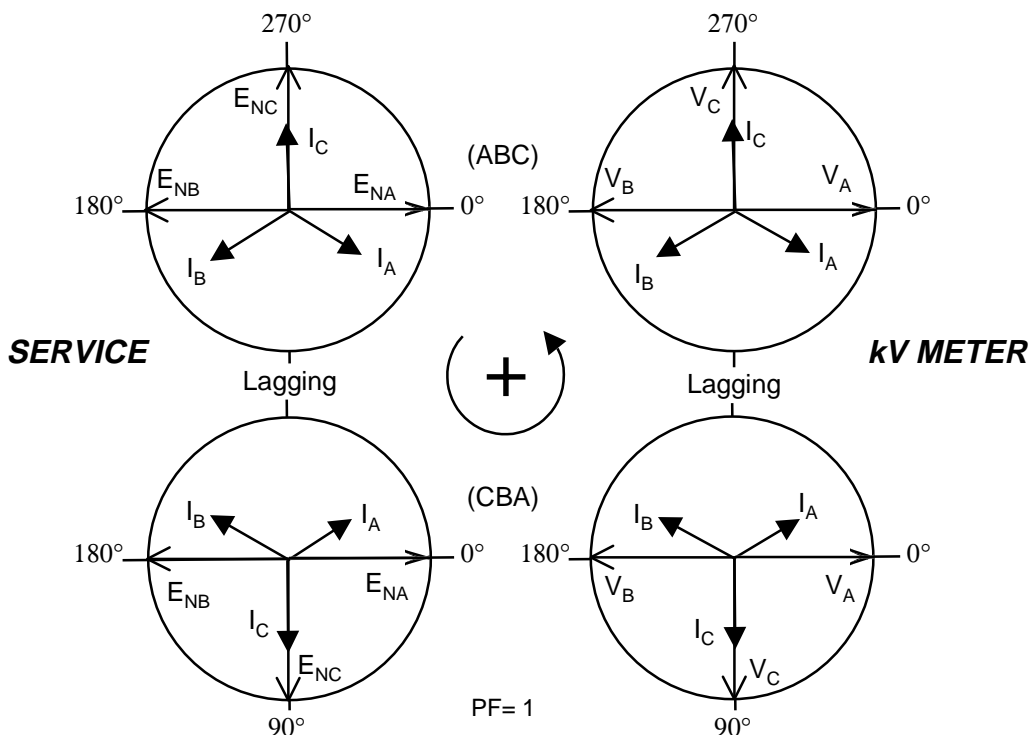 270° 270°
E_NC V_C
I_C I_C
(ABC)
E_NB E_NA V_B V_A
180° 0° 180° 0°
I_B I_A I_B I_A
SERVICE kV METER
+
Lagging Lagging
(CBA)
I_B I_A I_B I_A
180° 0° 180° 0°
E_NB E_NA V_B V_A
I_C I_C
E_NC V_C
PF= 1
90° 90°